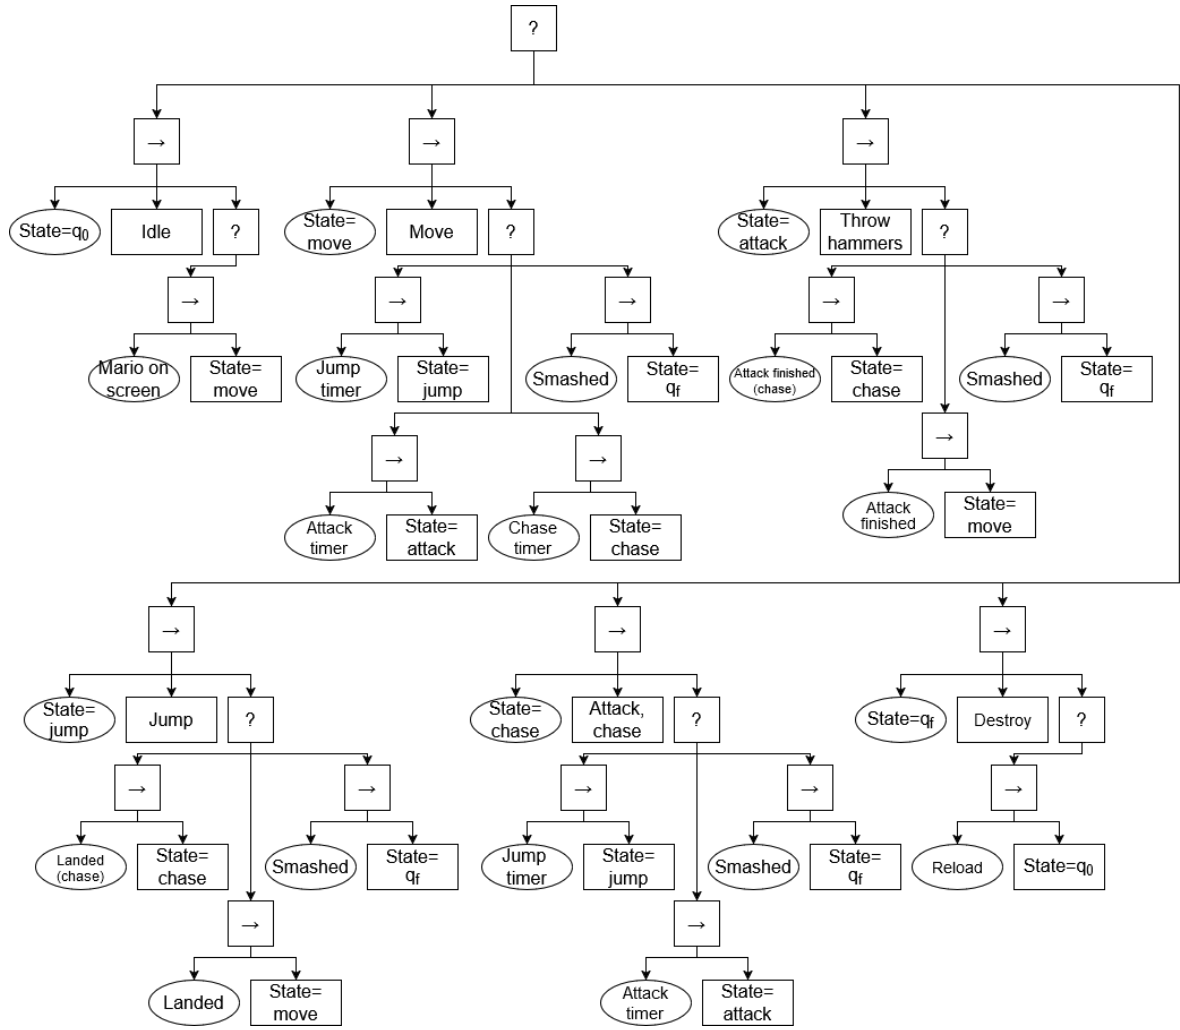 ?
→
→
→
State=q0
Idle
?
State=
move
Move
?
State=
attack
Throw
hammers
?
→
→
→
→
→
Mario on
screen
State=
move
Jump
timer
State=
jump
Smashed
State=
qf
Attack finished
(chase)
State=
chase
Smashed
State=
qf
→
→
→
Attack
timer
State=
attack
Chase
timer
State=
chase
Attack
finished
State=
move
→
→
→
State=
jump
Jump
?
State=
chase
Attack,
chase
?
State=qf
Destroy
?
→
→
→
→
→
Landed
(chase)
State=
chase
Smashed
State=
qf
Jump
timer
State=
jump
Smashed
State=
qf
Reload
State=q0
→
→
Landed
State=
move
Attack
timer
State=
attack